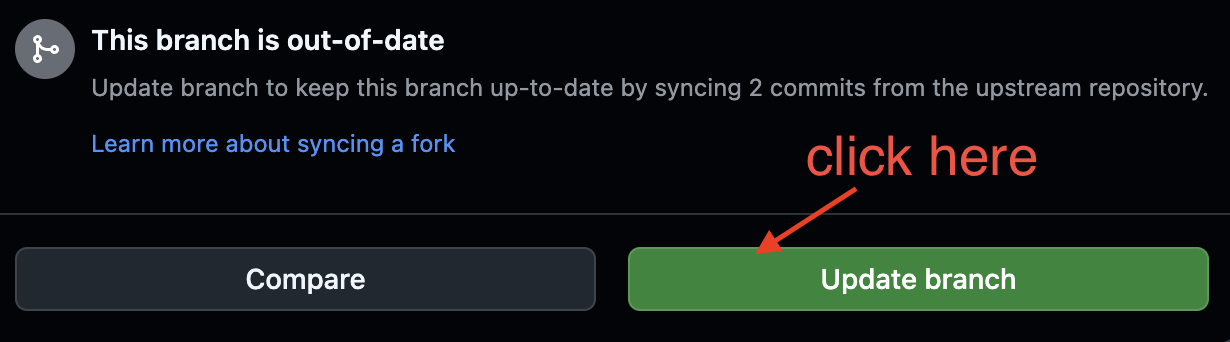 This branch is out-of-date
Update branch to keep this branch up-to-date by syncing 2 commits from the upstream repository.
Learn more about syncing a fork
click here
Compare
Update branch